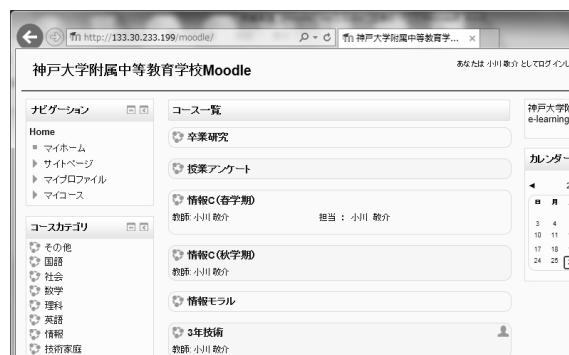 http://133.30.233.199/moodle/
神戸大学附属中等教育学...
神戸大学附属中等教育学校Moodle
あなたは 小川 敬介 としてログインし
ナビゲーション
Home
マイホーム
サイトページ
マイプロファイル
マイコース
コースカテゴリ
その他
国語
社会
数学
理科
英語
情報
技術家庭
コース一覧
卒業研究
授業アンケート
情報C(春学期)
教師: 小川 敬介 担当 : 小川 敬介
情報C(秋学期)
教師: 小川 敬介
情報モラル
3年技術
教師: 小川 敬介
神戸大学附
e-learning
カレンダー
◄ 2
日 月
3 4
10 11
17 18
24 25